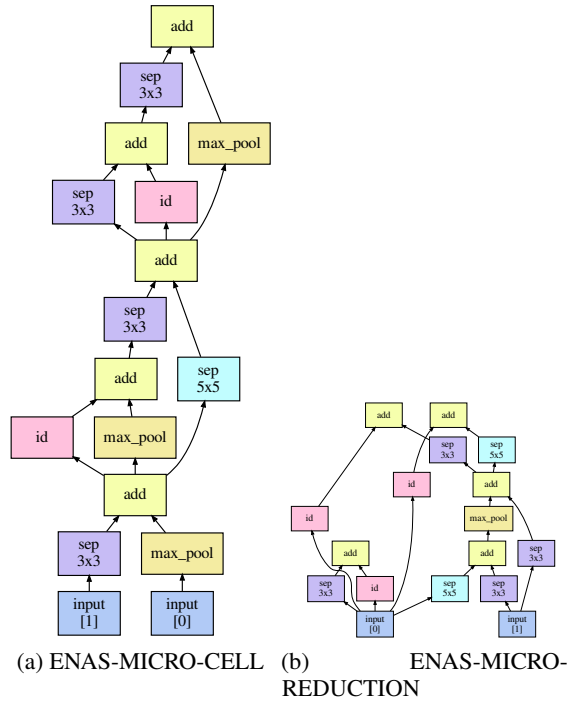 add
sep
3x3
add
max_pool
sep
3x3
id
add
sep
3x3
add
sep
5x5
id
max_pool
add
sep
3x3
max_pool
input
[1]
input
[0]
(a) ENAS-MICRO-CELL
add
add
sep
3x3
sep
5x5
id
add
id
max_pool
add
add
sep
3x3
sep
3x3
id
sep
5x5
sep
3x3
input
[0]
input
[1]
(b) ENAS-MICRO-
REDUCTION